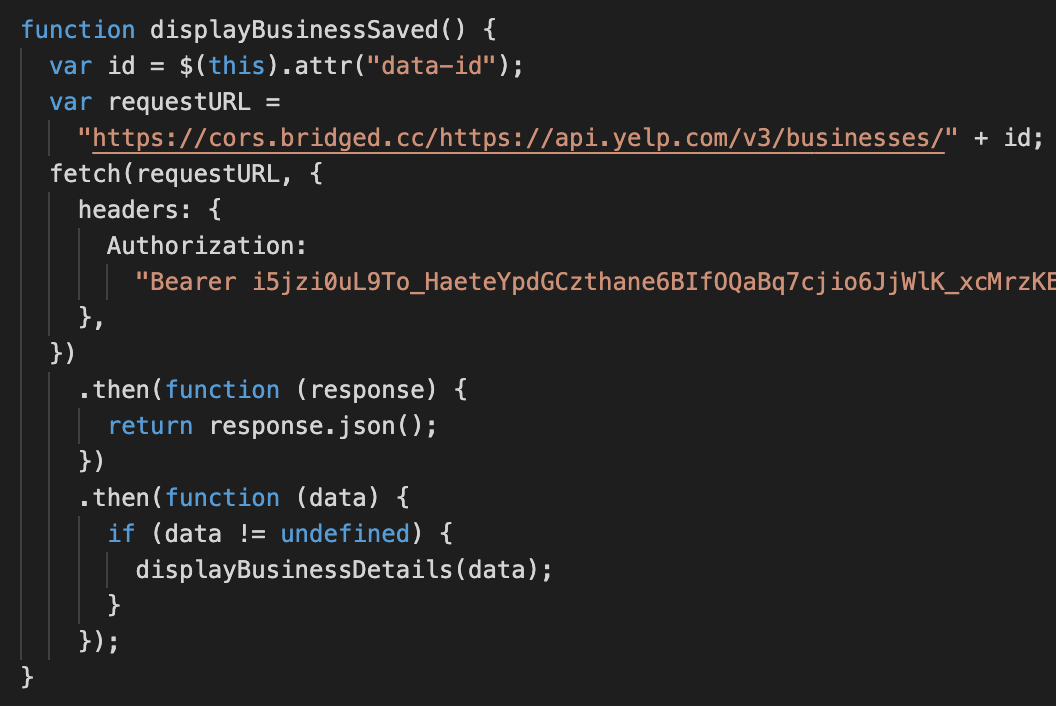 function displayBusinessSaved() {
var id = $(this).attr("data-id");
var requestURL =
"https://cors.bridged.cc/https://api.yelp.com/v3/businesses/" + id;
fetch(requestURL, {
headers: {
Authorization:
"Bearer i5jzi0uL9To_HaeteYpdGCzthane6BIfOQaBq7cjio6JjWlK_xcMrzKE
},
})
.then(function (response) {
return response.json();
})
.then(function (data) {
if (data != undefined) {
displayBusinessDetails(data);
}
});
}